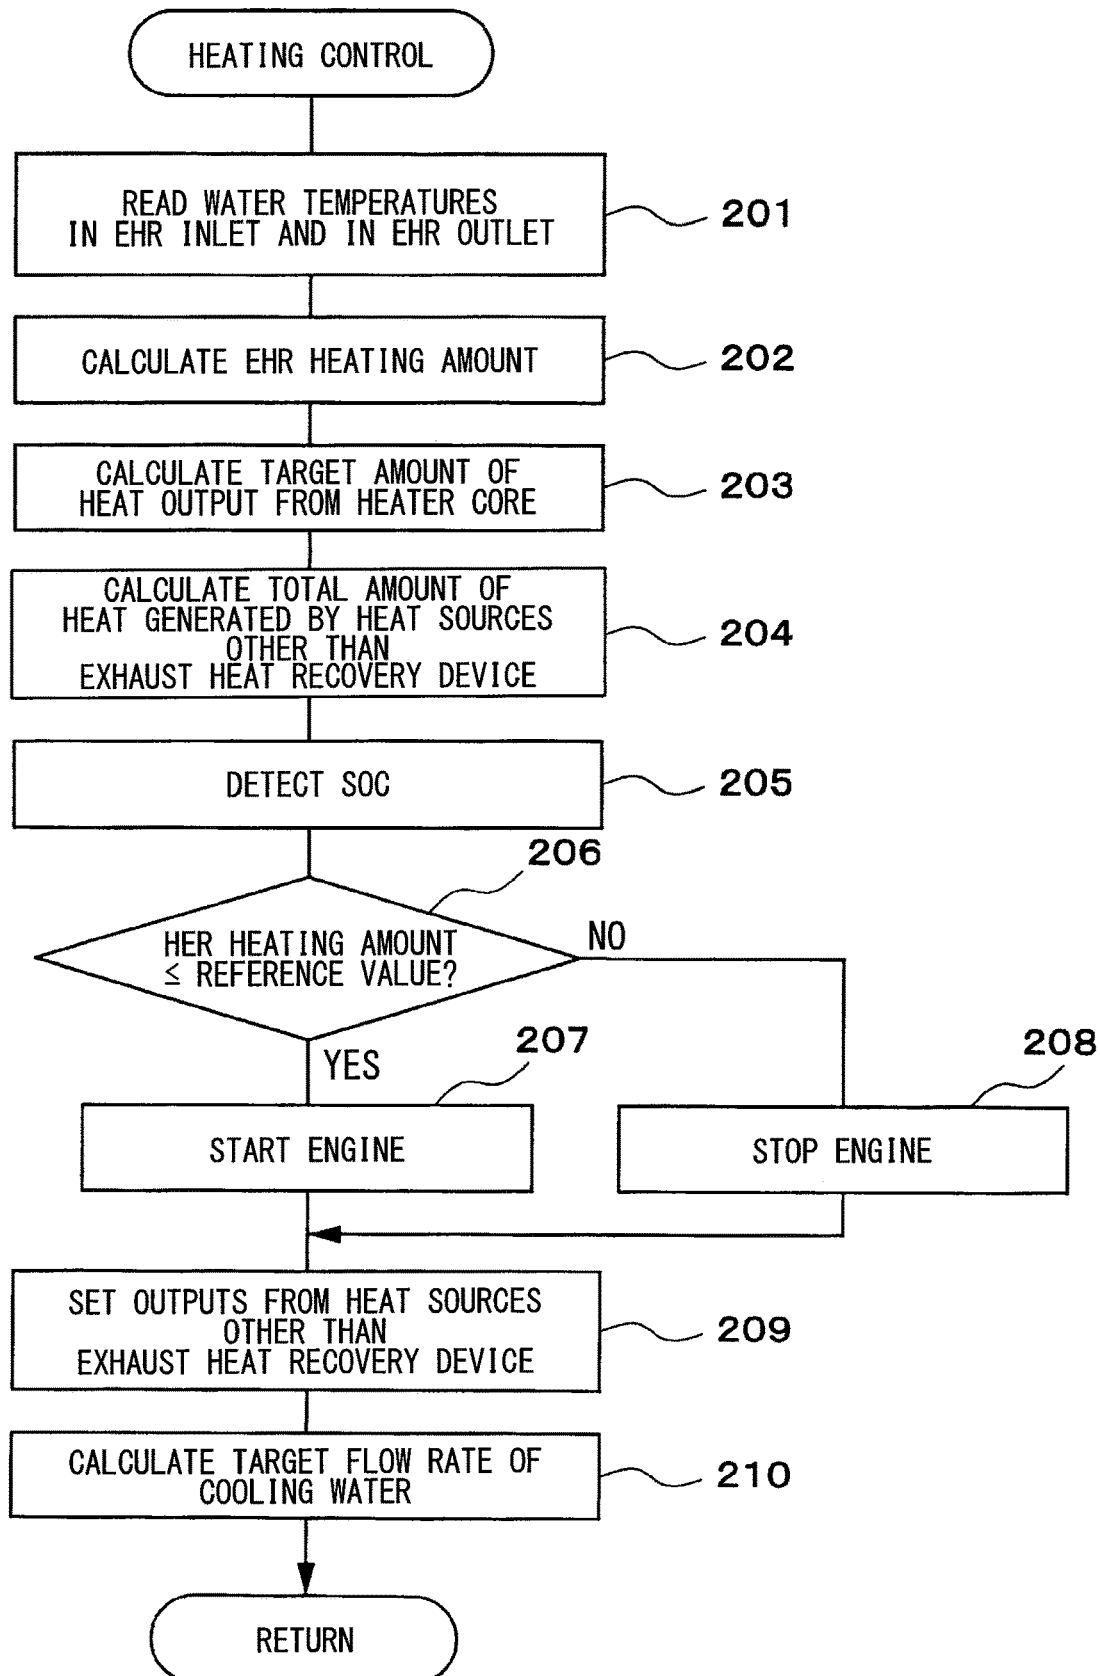 HEATING CONTROL
READ WATER TEMPERATURES
IN EHR INLET AND IN EHR OUTLET
201
CALCULATE EHR HEATING AMOUNT
202
CALCULATE TARGET AMOUNT OF
HEAT OUTPUT FROM HEATER CORE
203
CALCULATE TOTAL AMOUNT OF
HEAT GENERATED BY HEAT SOURCES
OTHER THAN
EXHAUST HEAT RECOVERY DEVICE
204
DETECT SOC
205
206
HER HEATING AMOUNT
≤ REFERENCE VALUE?
NO
YES
207
208
START ENGINE
STOP ENGINE
SET OUTPUTS FROM HEAT SOURCES
OTHER THAN
EXHAUST HEAT RECOVERY DEVICE
209
CALCULATE TARGET FLOW RATE OF
COOLING WATER
210
RETURN